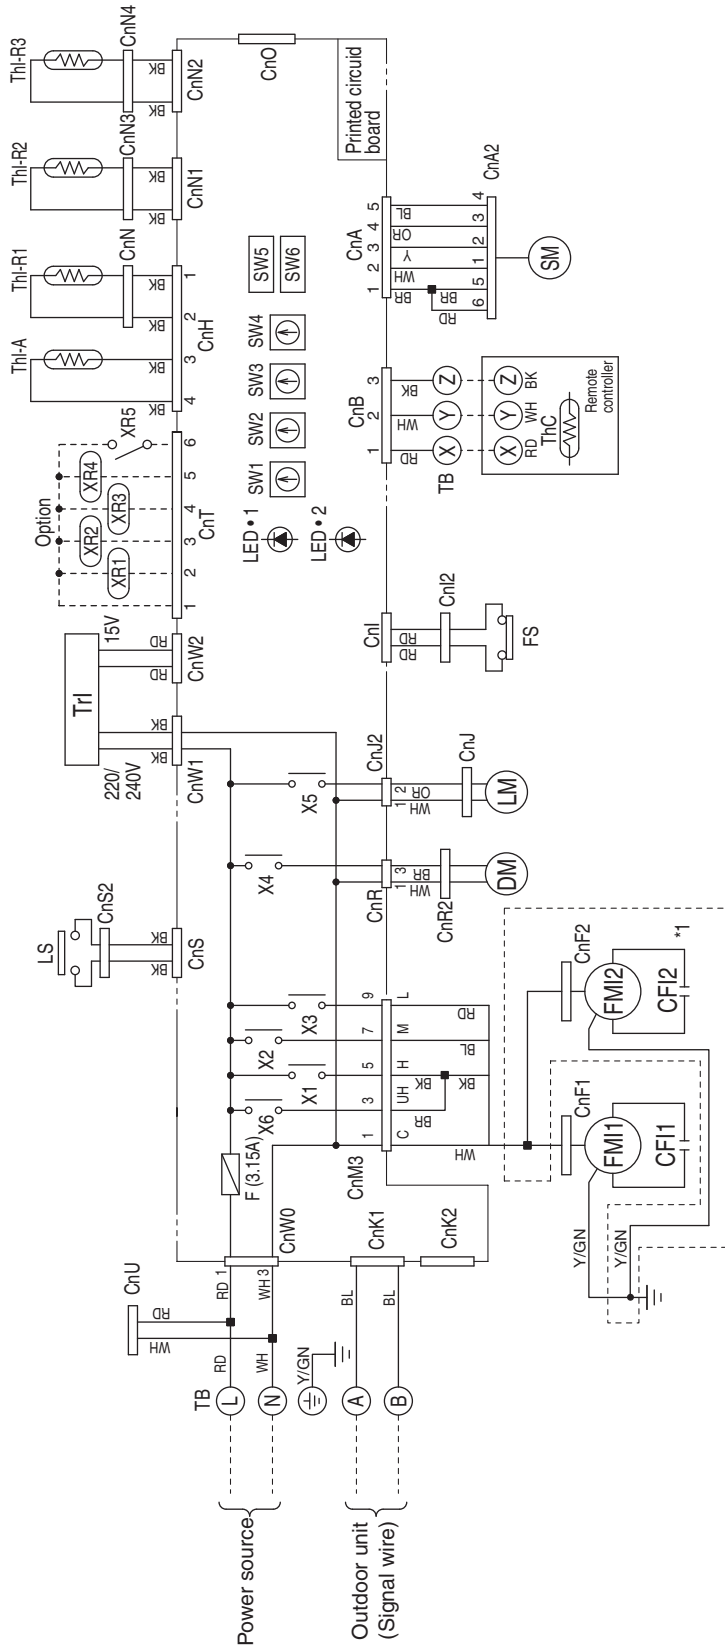 Power source
Outdoor unit
(Signal wire)
TB
L
N
A
B
RD
WH
Y/GN
WH
RD
CnU
RD 1
WH 3
BL
BL
CnW0
CnK1
CnK2
F (3.15A)
LS
CnS2
BK
BK
CnS
X6
X1
X2
X3
X4
X5
CnM3
1
3
5
7
9
C
UH
H
M
L
WH
BR
BK
BK
BL
RD
CnF1
FMI1
CFI1
CnF2
FMI2
CFI2
*1
Y/GN
Y/GN
CnR
1
3
WH
BR
CnR2
DM
CnJ2
1
2
WH
OR
CnJ
LM
TrI
220/
240V
15V
BK
BK
CnW1
RD
RD
CnW2
CnI
RD
RD
CnI2
FS
Option
XR1
XR2
XR3
XR4
XR5
1
2
3
4
5
6
CnT
LED•1
LED•2
SW1
SW2
SW3
SW4
SW5
SW6
ThI-A
ThI-R1
ThI-R2
ThI-R3
BK
BK
BK
BK
4
3
2
1
CnH
CnN
BK
BK
CnN1
CnN3
BK
BK
CnN2
CnN4
CnO
Printed circuid
board
CnB
1
2
3
RD
WH
BK
TB
X
Y
Z
X
Y
Z
RD
WH
BK
ThC
Remote
controller
CnA
1
2
3
4
5
BR
WH
Y
OR
BL
RD
BR
6
5
1
2
3
4
CnA2
SM